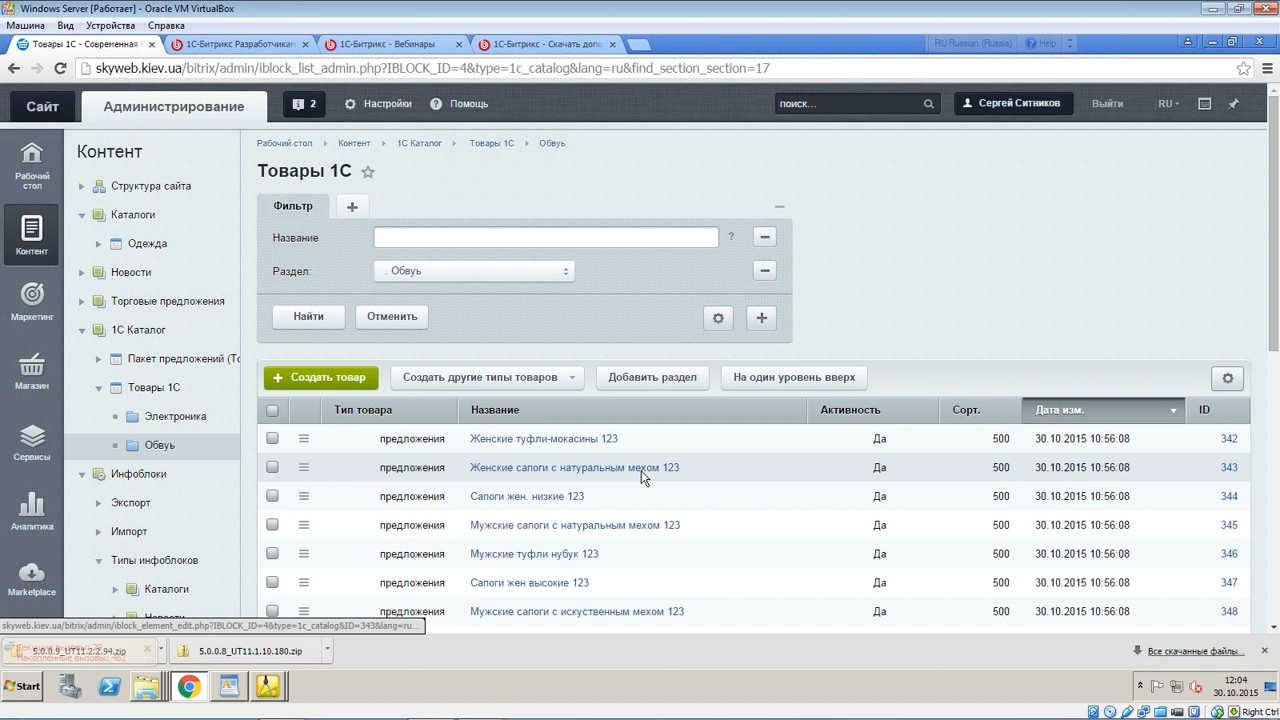 Windows Server [Работает] - Oracle VM VirtualBox
Машина Вид Устройства Справка
Товары 1С - Современная 1С-Битрикс Разработчикам 1С-Битрикс - Вебинары 1С-Битрикс - Скачать допо RU Russian (Russia) Help
skyweb.kiev.ua/bitrix/admin/iblock_list_admin.php?IBLOCK_ID=4&type=1c_catalog&lang=ru&find_section_section=17
Сайт Администрирование 2 Настройки Помощь поиск... Сергей Ситников Выйти RU
Рабочий стол
Контент
Маркетинг
Магазин
Сервисы
Аналитика
Marketplace
Контент
Структура сайта
Каталоги
Одежда
Новости
Торговые предложения
1С Каталог
Пакет предложений (То
Товары 1С
Электроника
Обувь
Инфоблоки
Экспорт
Импорт
Типы инфоблоков
Каталоги
Новости
Рабочий стол Контент 1С Каталог Товары 1С Обувь
Товары 1С
Фильтр +
Название ?
Раздел: . Обувь
Найти Отменить
+ Создать товар Создать другие типы товаров Добавить раздел На один уровень вверх
Тип товара Название Активность Сорт. Дата изм. ID
предложения Женские туфли-мокасины 123 Да 500 30.10.2015 10:56:08 342
предложения Женские сапоги с натуральным мехом 123 Да 500 30.10.2015 10:56:08 343
предложения Сапоги жен. низкие 123 Да 500 30.10.2015 10:56:08 344
предложения Мужские сапоги с натуральным мехом 123 Да 500 30.10.2015 10:56:08 345
предложения Мужские туфли нубук 123 Да 500 30.10.2015 10:56:08 346
предложения Сапоги жен высокие 123 Да 500 30.10.2015 10:56:08 347
предложения Мужские сапоги с искуственным мехом 123 Да 500 30.10.2015 10:56:08 348
skyweb.kiev.ua/bitrix/admin/iblock_element_edit.php?IBLOCK_ID=4&type=1c_catalog&ID=343&lang=ru...
5.0.0.9_UT11.2.2.94.zip 5.0.0.8_UT11.1.10.180.zip Все скачанные файлы...
Накопленные вызовы: 482
Start 12:04
30.10.2015
Right Ctrl